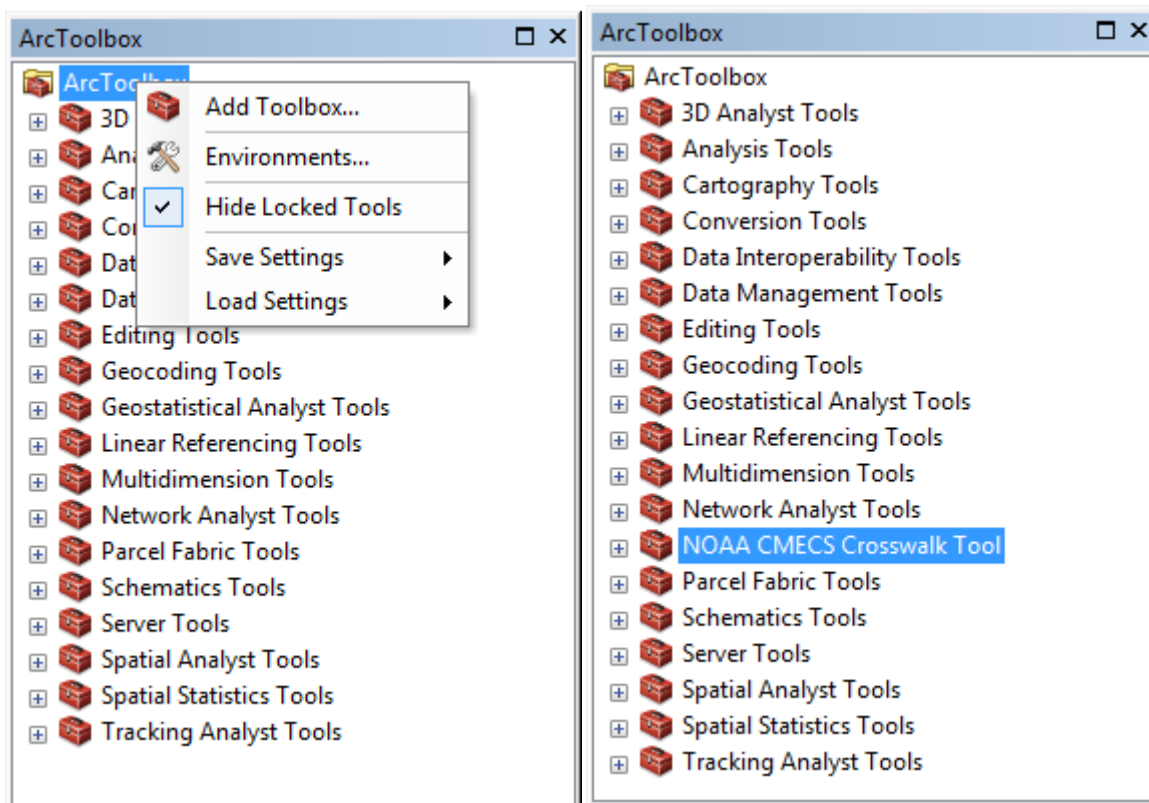 ArcToolbox
ArcToolbox
Add Toolbox...
3D
Environments...
Hide Locked Tools
Save Settings
Dat
Load Settings
Dat
Editing Tools
Geocoding Tools
Geostatistical Analyst Tools
Linear Referencing Tools
Multidimension Tools
Network Analyst Tools
Parcel Fabric Tools
Schematics Tools
Server Tools
Spatial Analyst Tools
Spatial Statistics Tools
Tracking Analyst Tools
ArcToolbox
ArcToolbox
3D Analyst Tools
Analysis Tools
Cartography Tools
Conversion Tools
Data Interoperability Tools
Data Management Tools
Editing Tools
Geocoding Tools
Geostatistical Analyst Tools
Linear Referencing Tools
Multidimension Tools
Network Analyst Tools
NOAA CMECS Crosswalk Tool
Parcel Fabric Tools
Schematics Tools
Server Tools
Spatial Analyst Tools
Spatial Statistics Tools
Tracking Analyst Tools